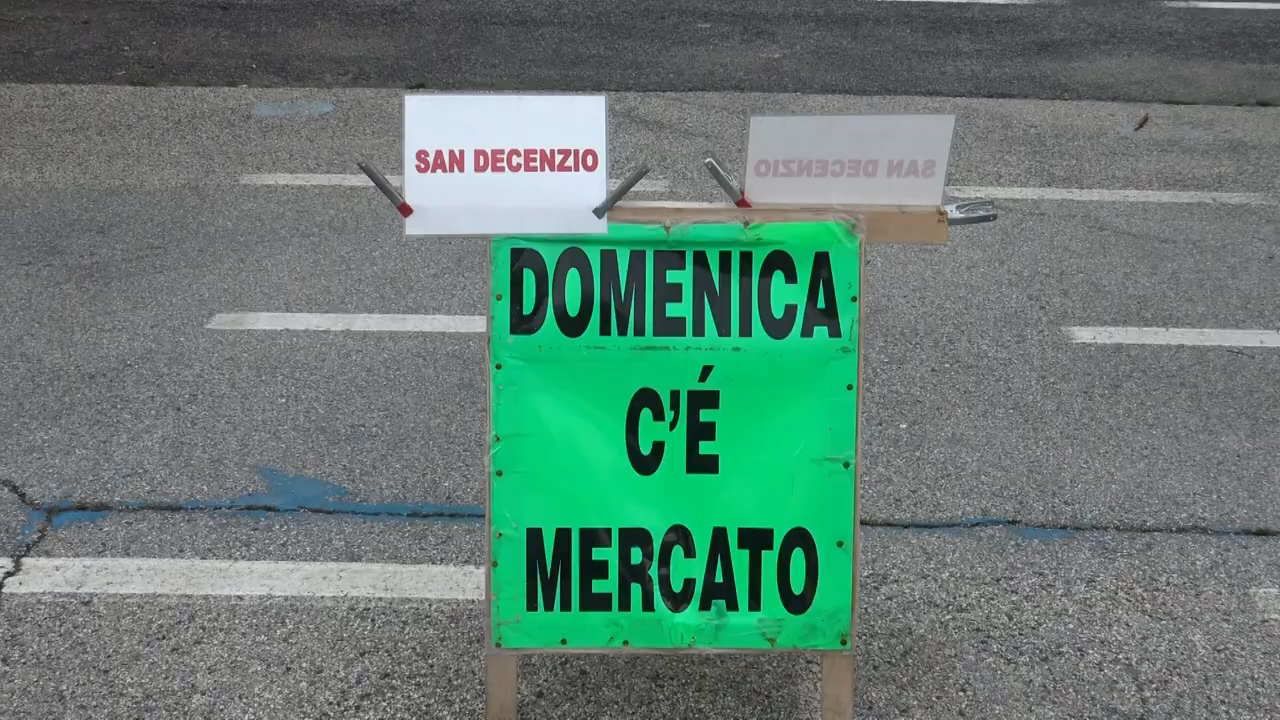 SAN DECENZIO
SAN DECENZIO
DOMENICA
C'É
MERCATO